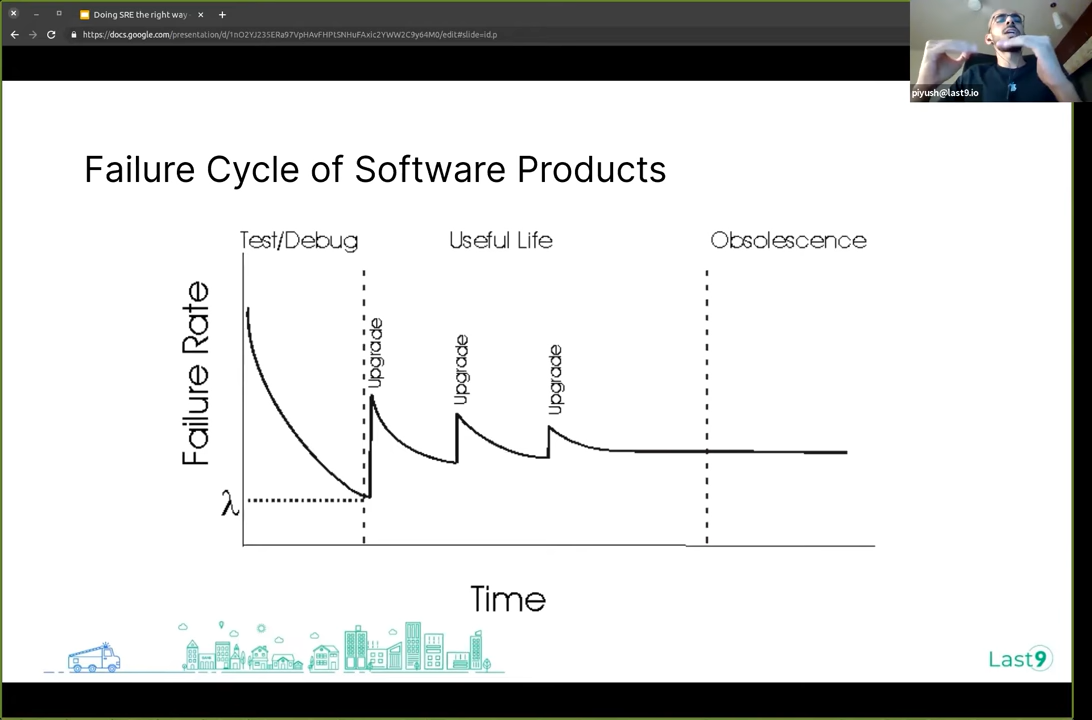 Doing SRE the right way
https://docs.google.com/presentation/d/1nO2YJ235ERa97VpHAvFHPtSNHuFAxic2YWW2C9y64M0/edit#slide=id.p
piyush@last9.io
Failure Cycle of Software Products
Test/Debug
Useful Life
Obsolescence
Failure Rate
Upgrade
Upgrade
Upgrade
λ
Time
Last9